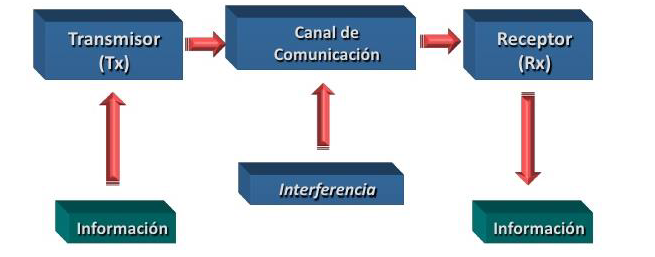 Transmisor
(Tx)
Canal de
Comunicación
Receptor
(Rx)
Interferencia
Información
Información